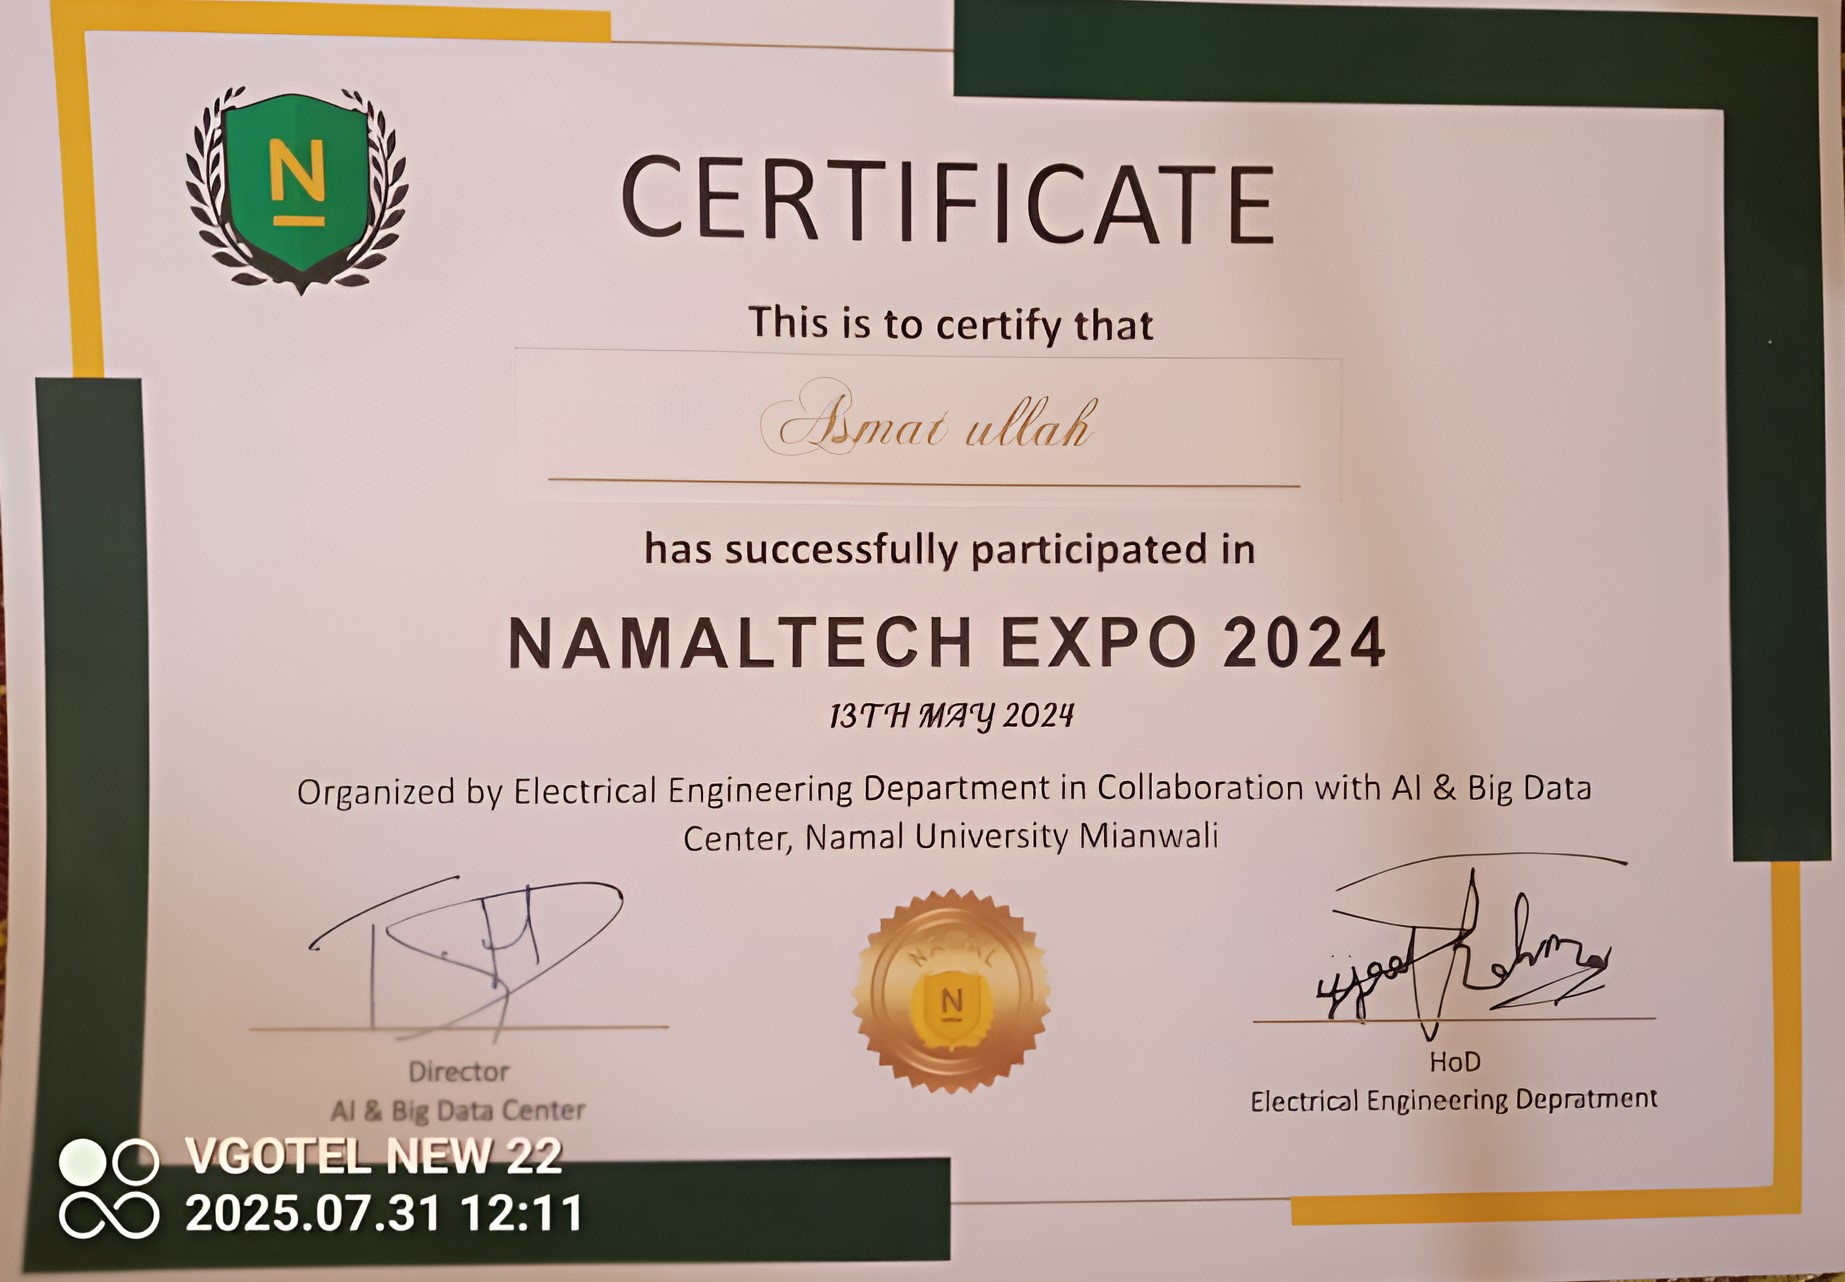 N
CERTIFICATE
This is to certify that
Asmat ullah
has successfully participated in
NAMALTECH EXPO 2024
13TH MAY 2024
Organized by Electrical Engineering Department in Collaboration with AI & Big Data
Center, Namal University Mianwali
NAMAL
N
Director
AI & Big Data Center
HoD
Electrical Engineering Depratment
VGOTEL NEW 22
2025.07.31 12:11